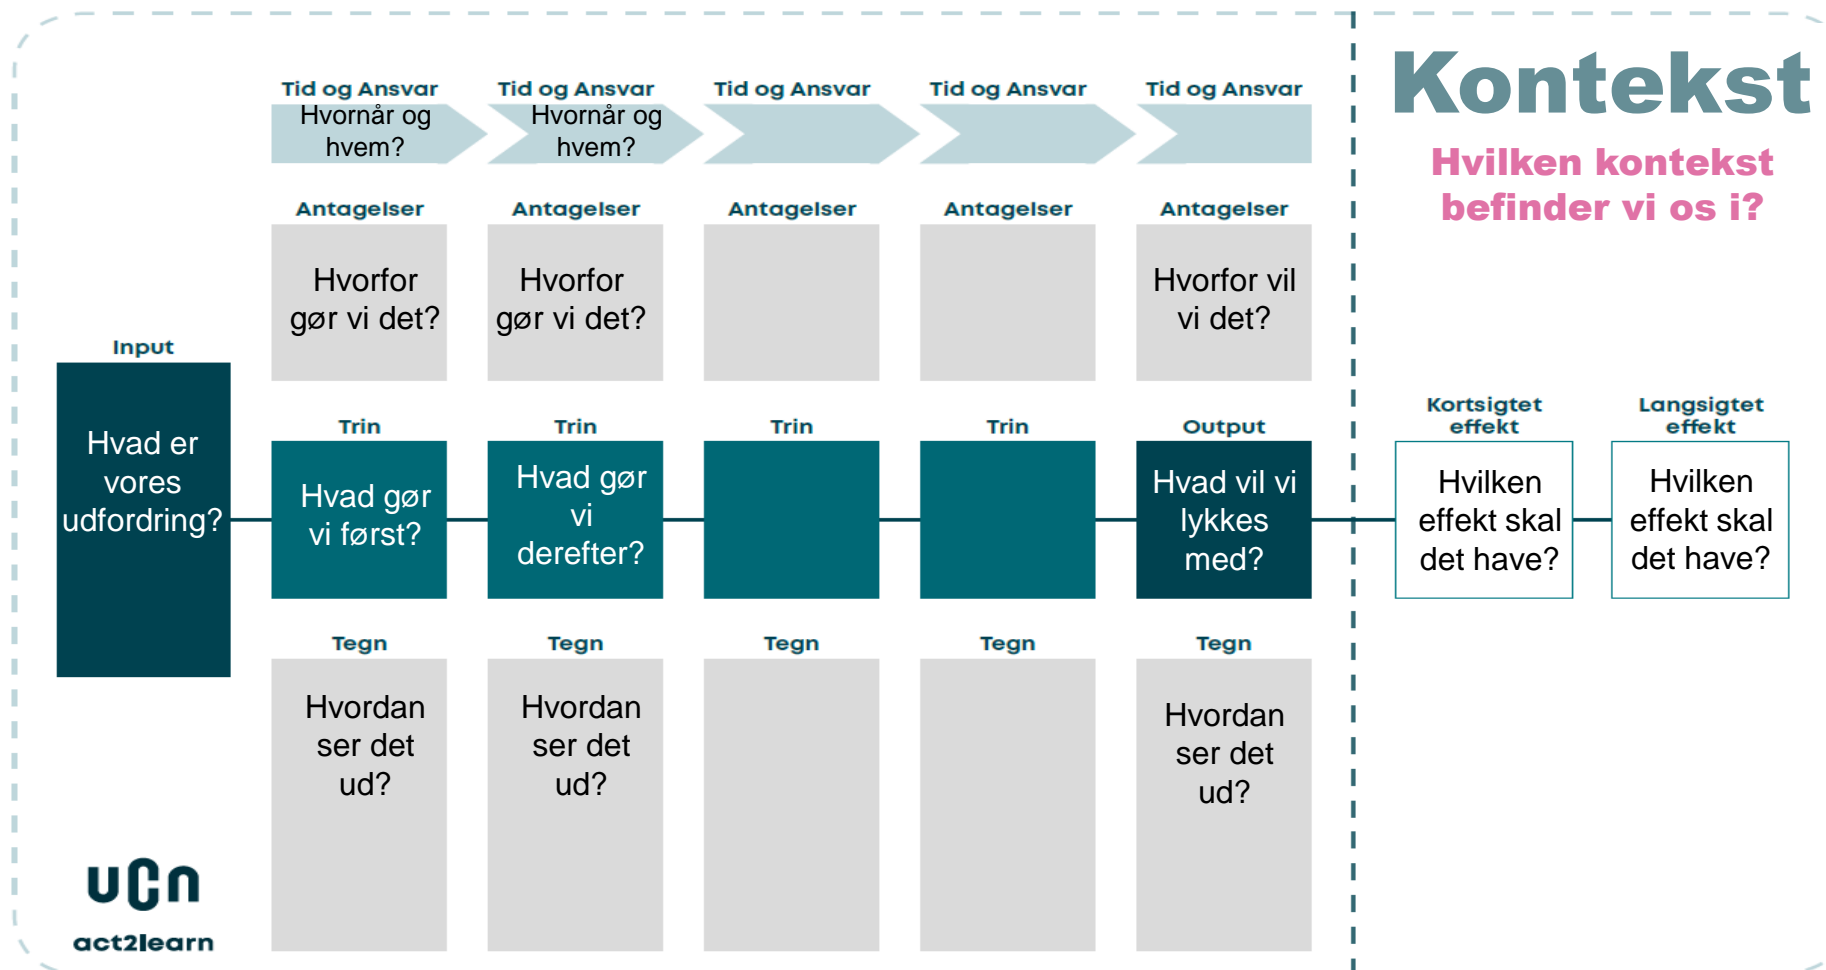 Kontekst
Hvilken kontekst
befinder vi os i?
Tid og Ansvar
Tid og Ansvar
Tid og Ansvar
Tid og Ansvar
Tid og Ansvar
Hvornår og
hvem?
Hvornår og
hvem?
Antagelser
Antagelser
Antagelser
Antagelser
Antagelser
Hvorfor
gør vi det?
Hvorfor
gør vi det?
Hvorfor vil
vi det?
Input
Hvad er
vores
udfordring?
Trin
Trin
Trin
Trin
Output
Hvad gør
vi først?
Hvad gør
vi
derefter?
Hvad vil vi
lykkes
med?
Kortsigtet
effekt
Hvilken
effekt skal
det have?
Langsigtet
effekt
Hvilken
effekt skal
det have?
Tegn
Tegn
Tegn
Tegn
Tegn
Hvordan
ser det
ud?
Hvordan
ser det
ud?
Hvordan
ser det
ud?
ucn
act2learn